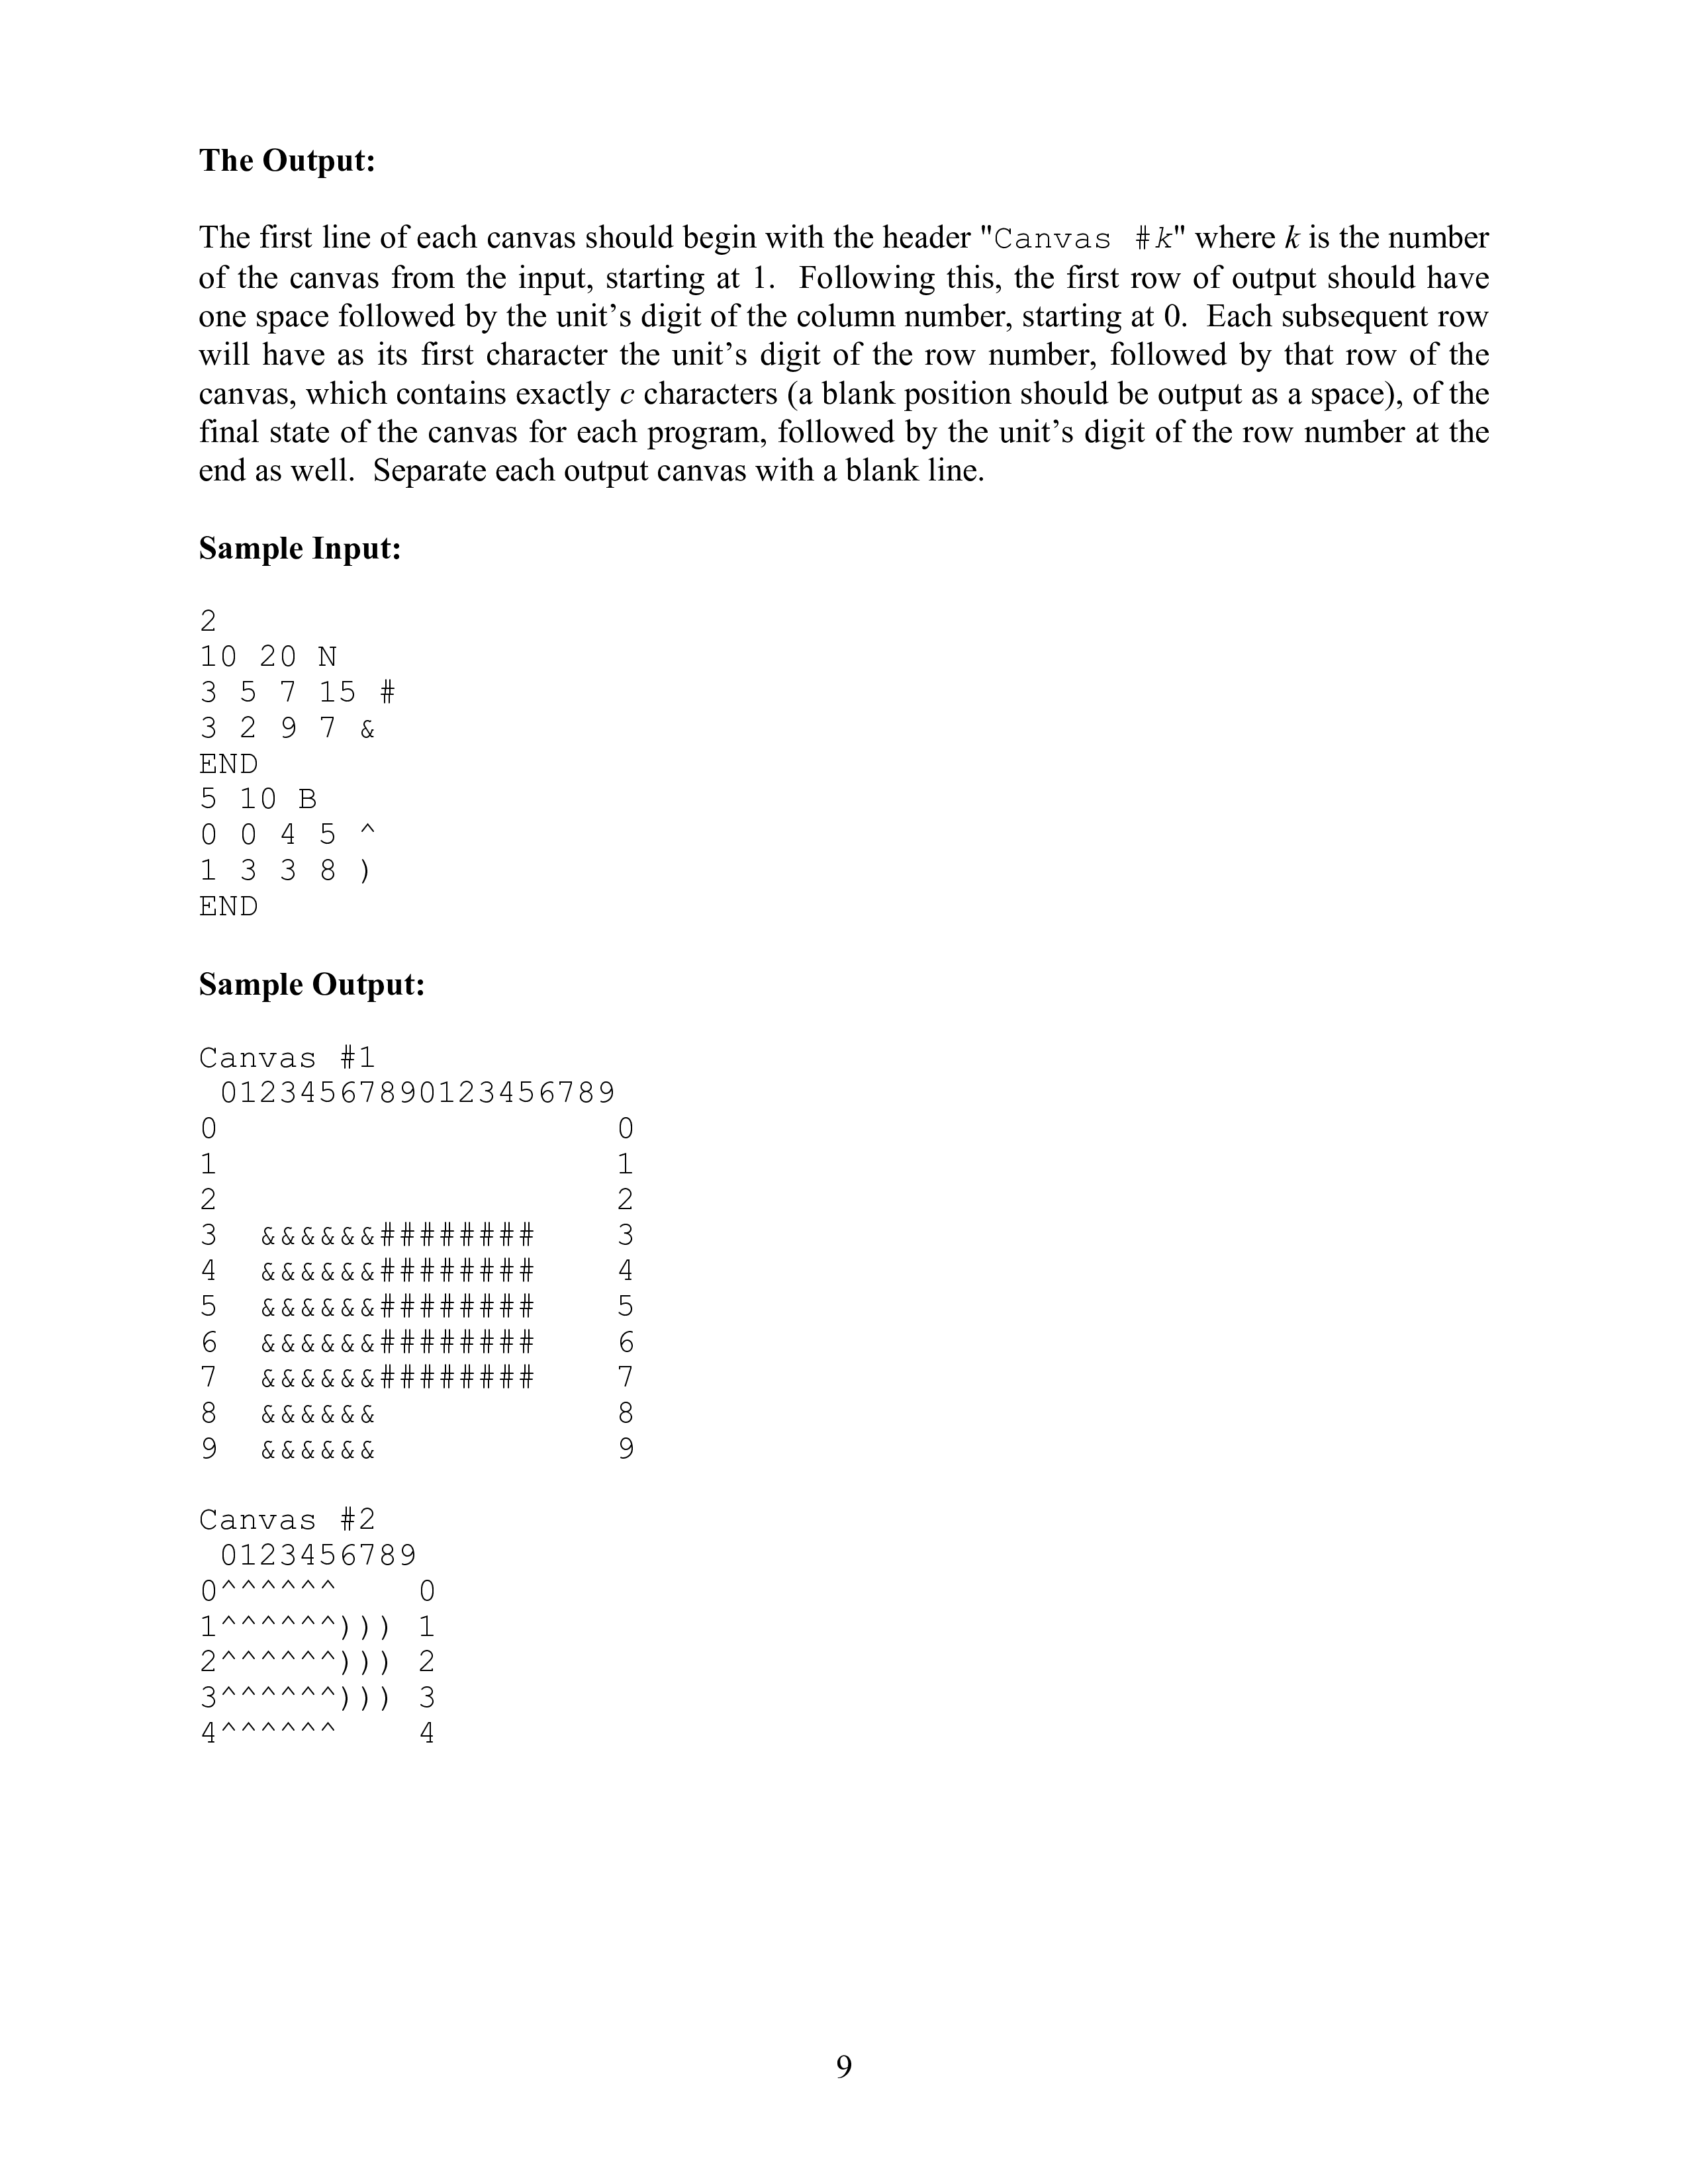 The Output:
The first line of each canvas should begin with the header "Canvas #k" where k is the number
of the canvas from the input, starting at 1.  Following this, the first row of output should have
one space followed by the unit’s digit of the column number, starting at 0.  Each subsequent row
will have as its first character the unit’s digit of the row number, followed by that row of the
canvas, which contains exactly c characters (a blank position should be output as a space), of the
final state of the canvas for each program, followed by the unit’s digit of the row number at the
end as well.  Separate each output canvas with a blank line.
Sample Input:
2
10 20 N
3 5 7 15 #
3 2 9 7 &
END
5 10 B
0 0 4 5 ^
1 3 3 8 )
END
Sample Output:
Canvas #1
 01234567890123456789
0                    0
1                    1
2                    2
3  &&&&&&########    3
4  &&&&&&########    4
5  &&&&&&########    5
6  &&&&&&########    6
7  &&&&&&########    7
8  &&&&&&            8
9  &&&&&&            9
Canvas #2
 0123456789
0^^^^^^    0
1^^^^^^))) 1
2^^^^^^))) 2
3^^^^^^))) 3
4^^^^^^    4
9